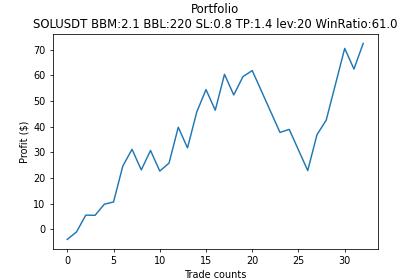 Portfolio
SOLUSDT BBM:2.1 BBL:220 SL:0.8 TP:1.4 lev:20 WinRatio:61.0
70
60
50
40
30
20
10
0
Profit ($)
0 5 10 15 20 25 30
Trade counts